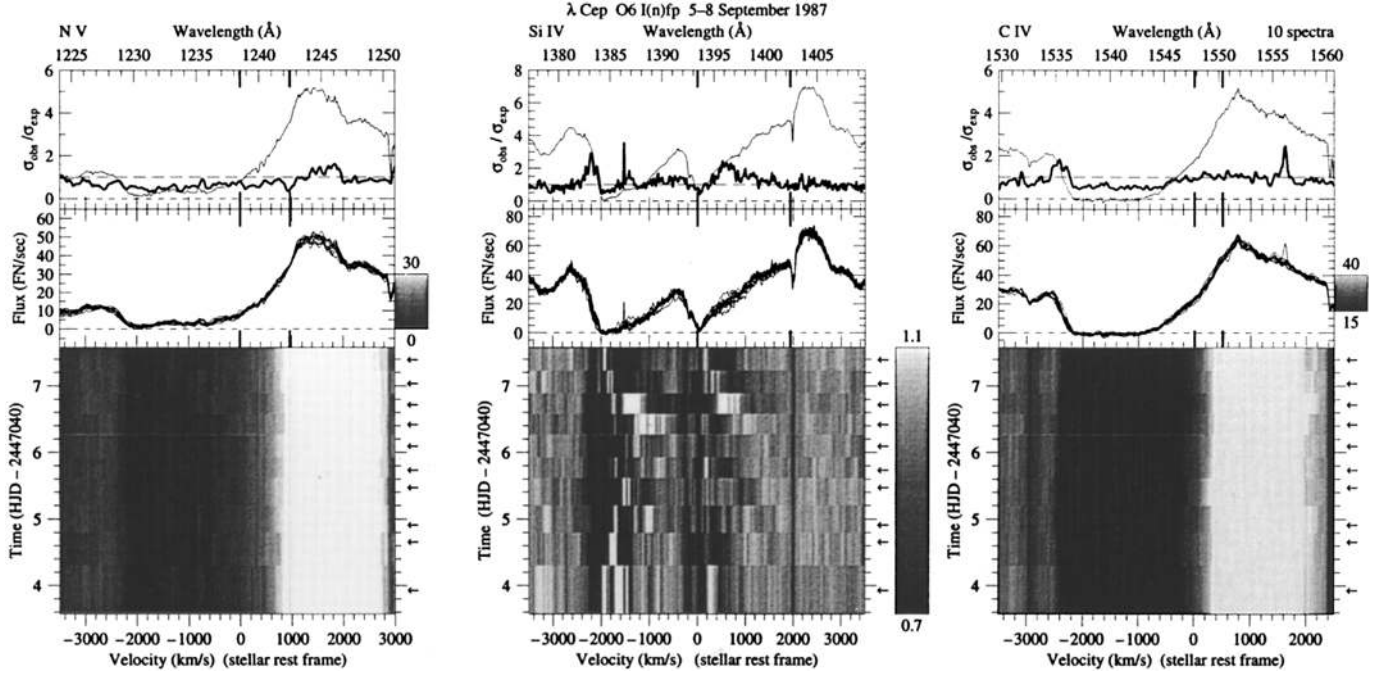 λ Cep O6 I(n)fp 5–8 September 1987
N V Wavelength (Å)
1225 1230 1235 1240 1245 1250
6
4
2
0
σobs /σexp
60
50
40
30
20
10
0
Flux (FN/sec)
30
0
7
6
5
4
Time (HJD – 2447040)
−3000 −2000 −1000 0 1000 2000 3000
Velocity (km/s) (stellar rest frame)
Si IV Wavelength (Å)
1380 1384 1390 1394 1395 1400 1404 1405
8
6
4
2
0
σobs / σexp
80
60
40
20
0
Flux (FN/sec)
7
6
5
4
Time (HJD – 2447040)
1.1
0.7
−3000 −2000 −1000 0 1000 2000 3000
Velocity (km/s) (stellar rest frame)
C IV Wavelength (Å) 10 spectra
1530 1535 1540 1545 1550 1555 1560
6
4
2
0
σobs /σexp
80
60
40
20
0
Flux (FN/sec)
40
15
7
6
5
4
Time (HJD – 2447040)
−3000 −2000 −1000 0 1000 2000
Velocity (km/s) (stellar rest frame)